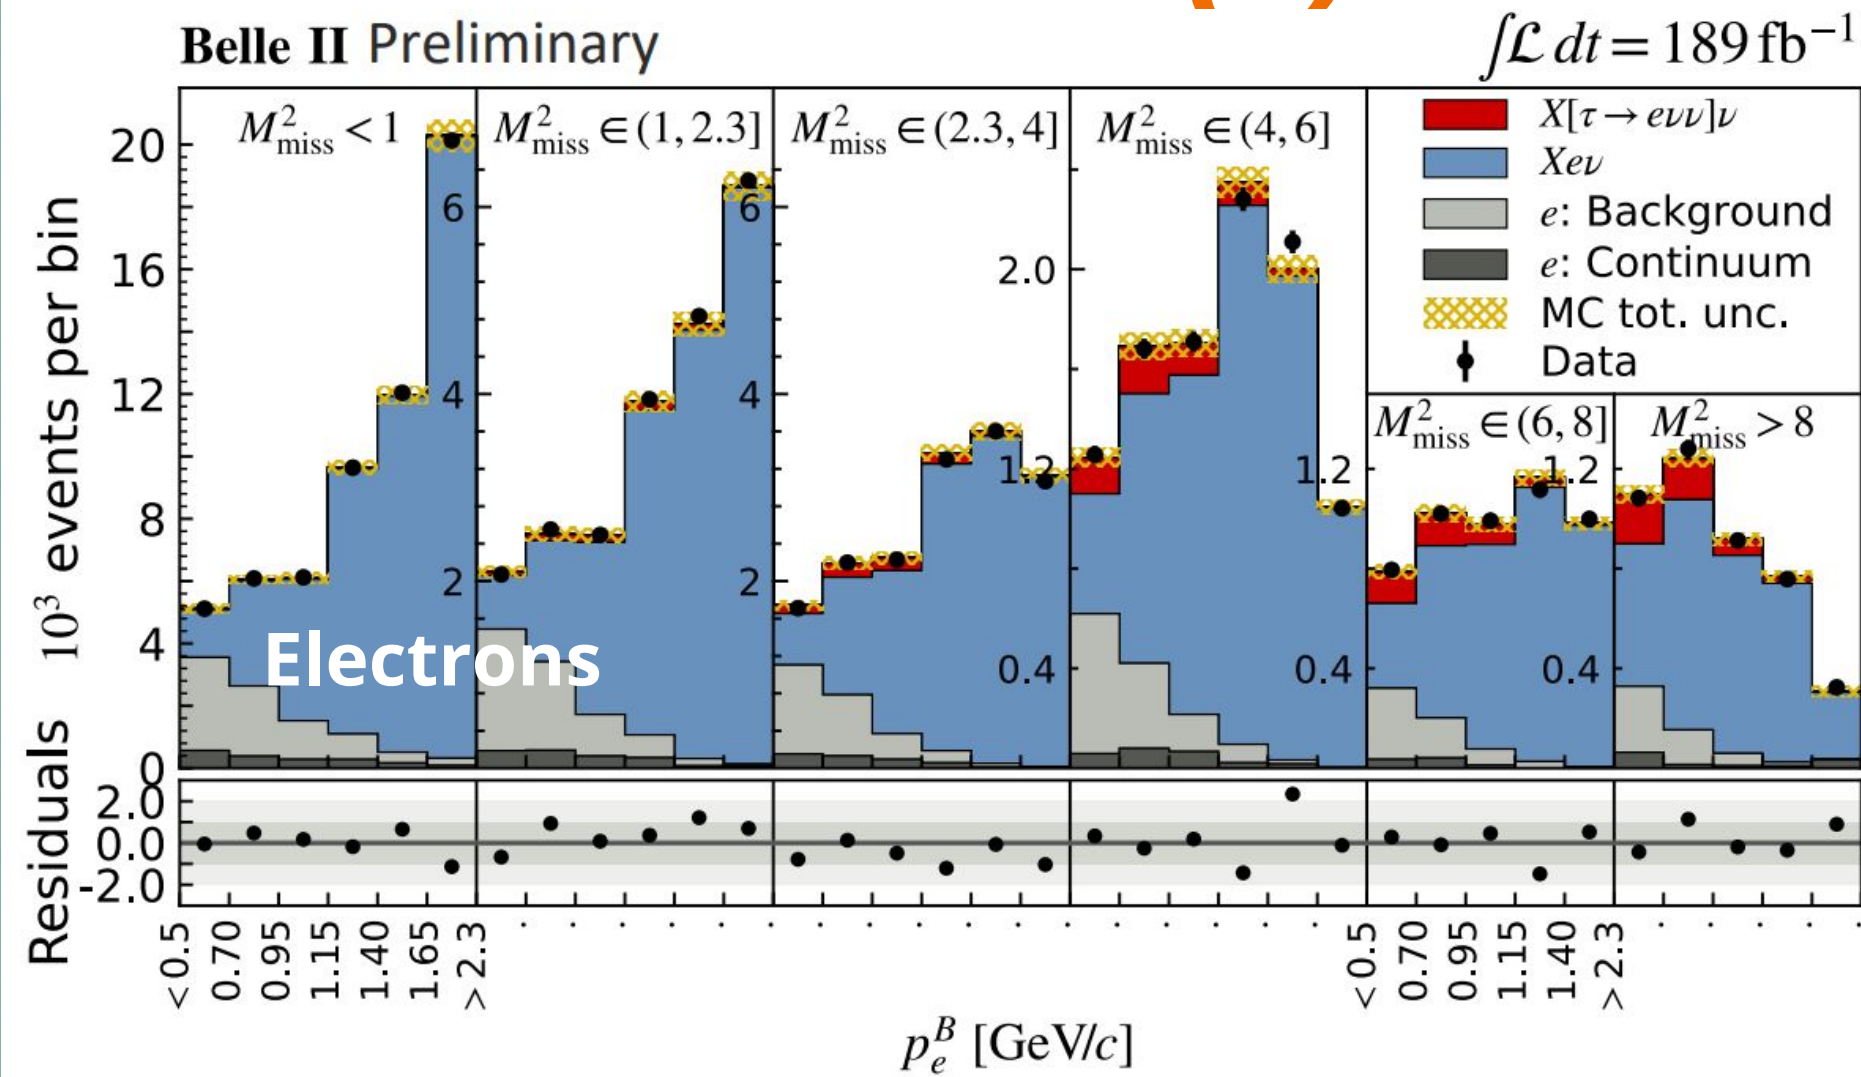 Belle II Preliminary
∫ℒ dt = 189 fb⁻¹
10³ events per bin
20
16
12
8
4
0
M²miss < 1
6
4
2
M²miss ∈ (1, 2.3]
6
4
2
M²miss ∈ (2.3, 4]
2.0
1.2
0.4
M²miss ∈ (4, 6]
1.2
0.4
X[τ → eνν]ν
Xeν
e: Background
e: Continuum
MC tot. unc.
Data
M²miss ∈ (6, 8]
1.2
0.4
M²miss > 8
Electrons
Residuals
2.0
0.0
-2.0
< 0.5
0.70
0.95
1.15
1.40
1.65
> 2.3
< 0.5
0.70
0.95
1.15
1.40
> 2.3
pₑᴮ [GeV/c]